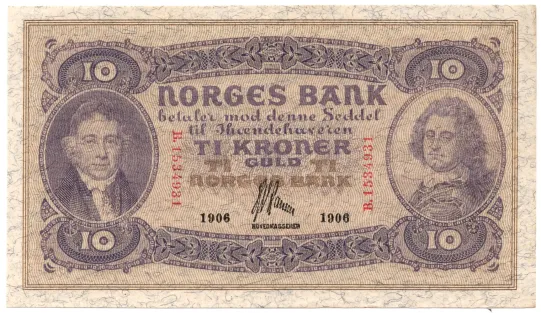 10 10
NORGES BANK
betaler mod denne Seddel
til Ihændehaveren
B.1534931
TI KRONER
TI GULD TI
NORGES BANK
B.1534931
1906 1906
HOVEDKASSERER
10 10